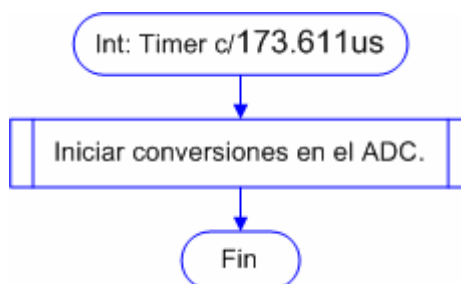 Int: Timer c/173.611us
Iniciar conversiones en el ADC.
Fin